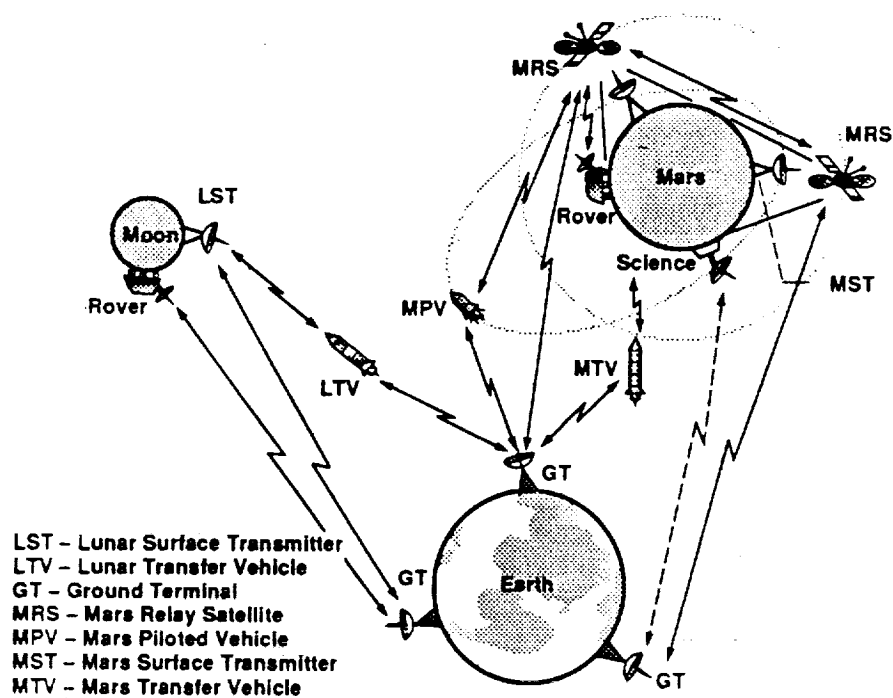 MRS
MRS
Mars
LST
Moon
Rover
Rover
Science
MST
MPV
LTV
MTV
GT
LST – Lunar Surface Transmitter
LTV – Lunar Transfer Vehicle
GT – Ground Terminal
MRS – Mars Relay Satellite
MPV – Mars Piloted Vehicle
MST – Mars Surface Transmitter
MTV – Mars Transfer Vehicle
GT
Earth
GT